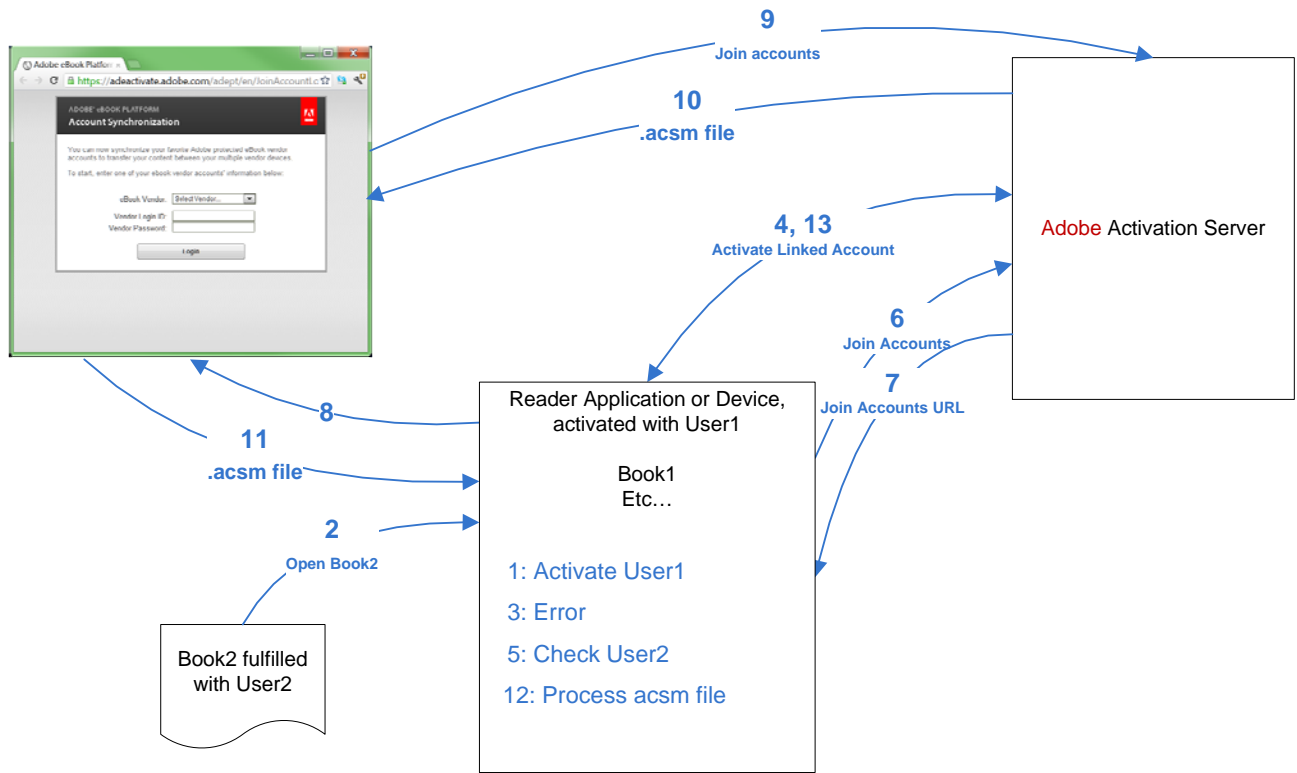 9
Join accounts
Adobe eBook Platfor
https://adeactivate.adobe.com/adept/en/JoinAccountLc
ADOBE® eBOOK PLATFORM
Account Synchronization
You can now synchronize your favorite Adobe protected eBook vendor
accounts to transfer your content between your multiple vendor devices.
To start, enter one of your ebook vendor accounts' information below:
eBook Vendor: Select Vendor...
Vendor Login ID:
Vendor Password:
Login
10
.acsm file
4, 13
Activate Linked Account
Adobe Activation Server
6
Join Accounts
7
Join Accounts URL
8
11
.acsm file
Reader Application or Device,
activated with User1
Book1
Etc…
2
Open Book2
1: Activate User1
3: Error
5: Check User2
12: Process acsm file
Book2 fulfilled
with User2